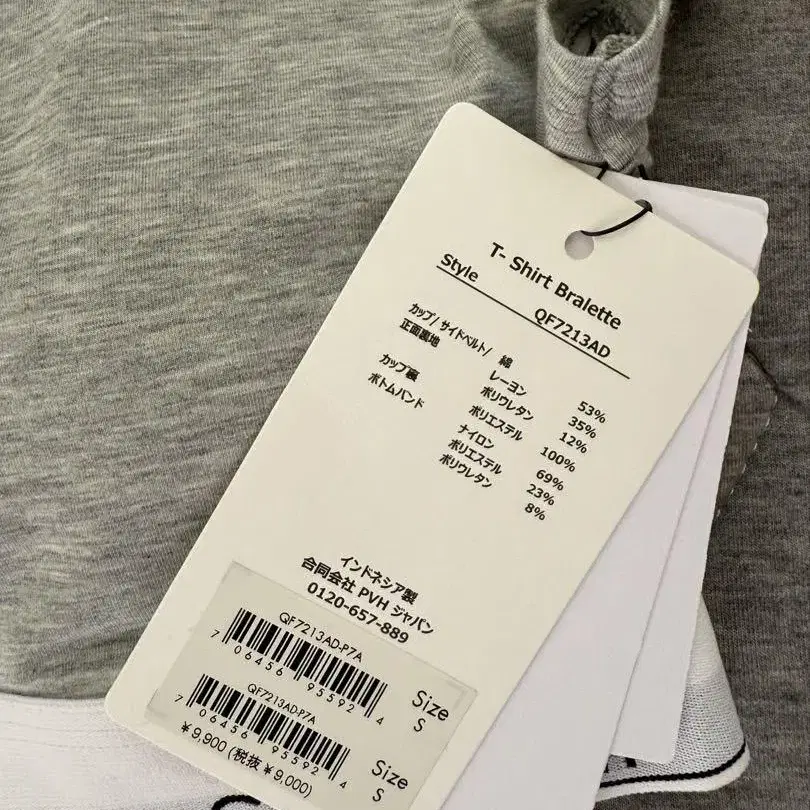 T- Shirt Bralette
Style QF7213AD
カップ/ サイドベルト/ 綿 53%
正面裏地 レーヨン 35%
ポリウレタン 12%
カップ裏 ポリエステル 100%
ボトムバンド ナイロン 69%
ポリエステル 23%
ポリウレタン 8%
インドネシア製
合同会社 PVH ジャパン
0120-657-889
QF7213AD-P7A
7 06456 95592 4
Size
S
QF7213AD-P7A
7 06456 95592 4
¥9,900 (税抜 ¥9,000)
Size
S